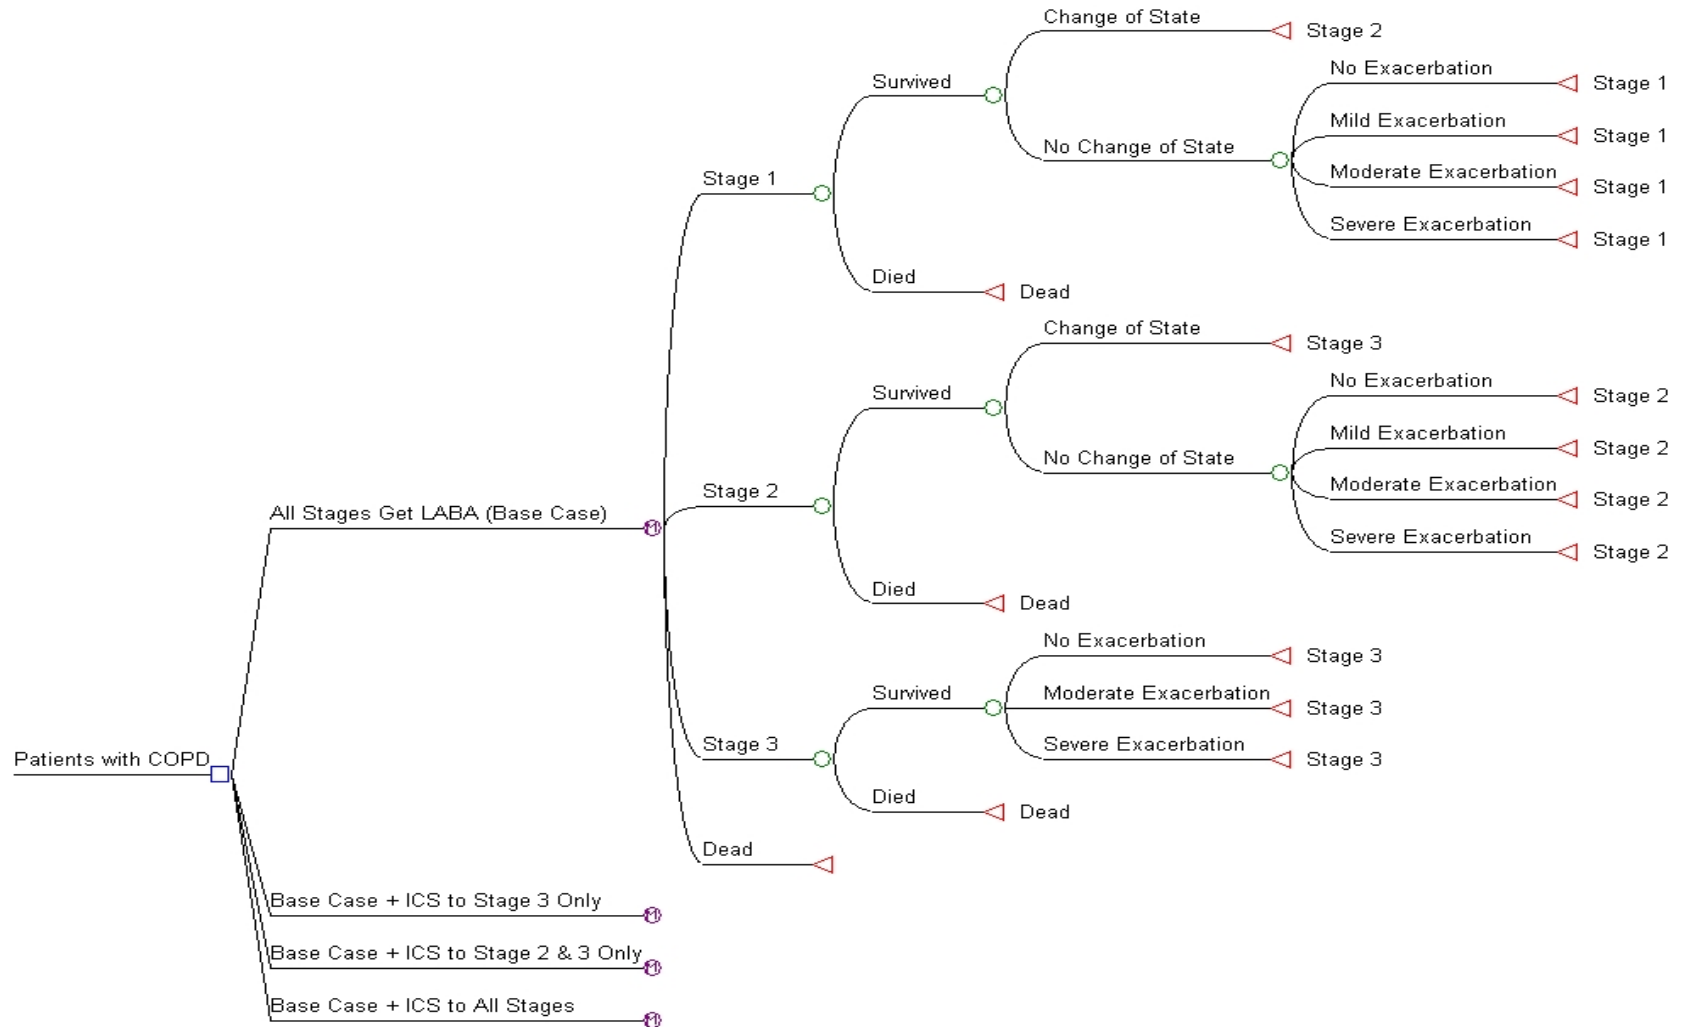 Change of State
Stage 2
No Exacerbation
Stage 1
Survived
Mild Exacerbation
Stage 1
No Change of State
Moderate Exacerbation
Stage 1
Stage 1
Severe Exacerbation
Stage 1
Died
Dead
Change of State
Stage 3
No Exacerbation
Stage 2
Survived
Mild Exacerbation
Stage 2
No Change of State
Moderate Exacerbation
Stage 2
Stage 2
All Stages Get LABA (Base Case)
M
Severe Exacerbation
Stage 2
Died
Dead
No Exacerbation
Stage 3
Survived
Moderate Exacerbation
Stage 3
Stage 3
Severe Exacerbation
Stage 3
Patients with COPD
Died
Dead
Dead
Base Case + ICS to Stage 3 Only
M
Base Case + ICS to Stage 2 & 3 Only
M
Base Case + ICS to All Stages
M